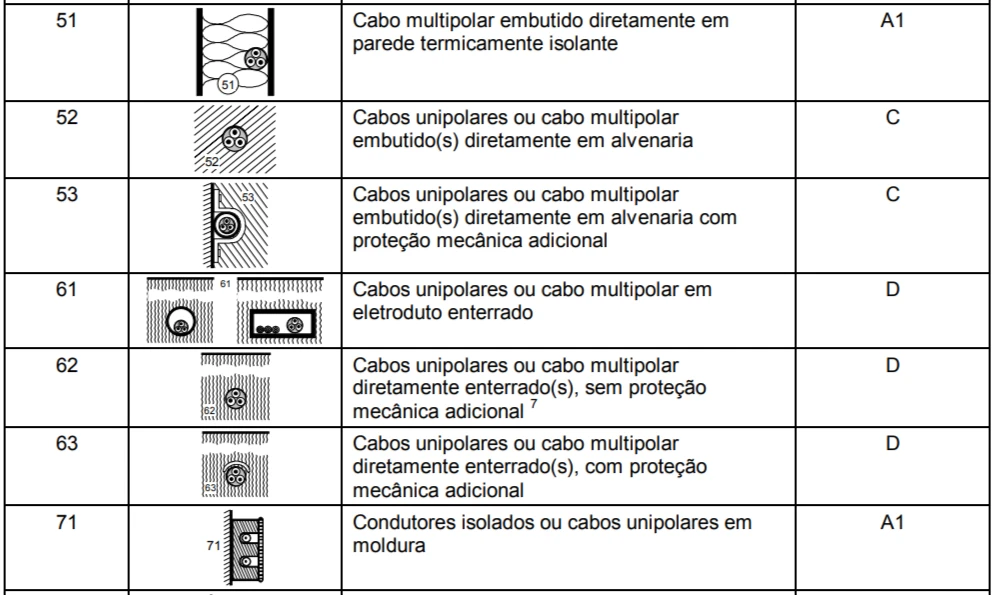 51
51
Cabo multipolar embutido diretamente em
parede termicamente isolante
A1
52
52
Cabos unipolares ou cabo multipolar
embutido(s) diretamente em alvenaria
C
53
53
Cabos unipolares ou cabo multipolar
embutido(s) diretamente em alvenaria com
proteção mecânica adicional
C
61
61
Cabos unipolares ou cabo multipolar em
eletroduto enterrado
D
62
62
Cabos unipolares ou cabo multipolar
diretamente enterrado(s), sem proteção
mecânica adicional 7
D
63
63
Cabos unipolares ou cabo multipolar
diretamente enterrado(s), com proteção
mecânica adicional
D
71
71
Condutores isolados ou cabos unipolares em
moldura
A1